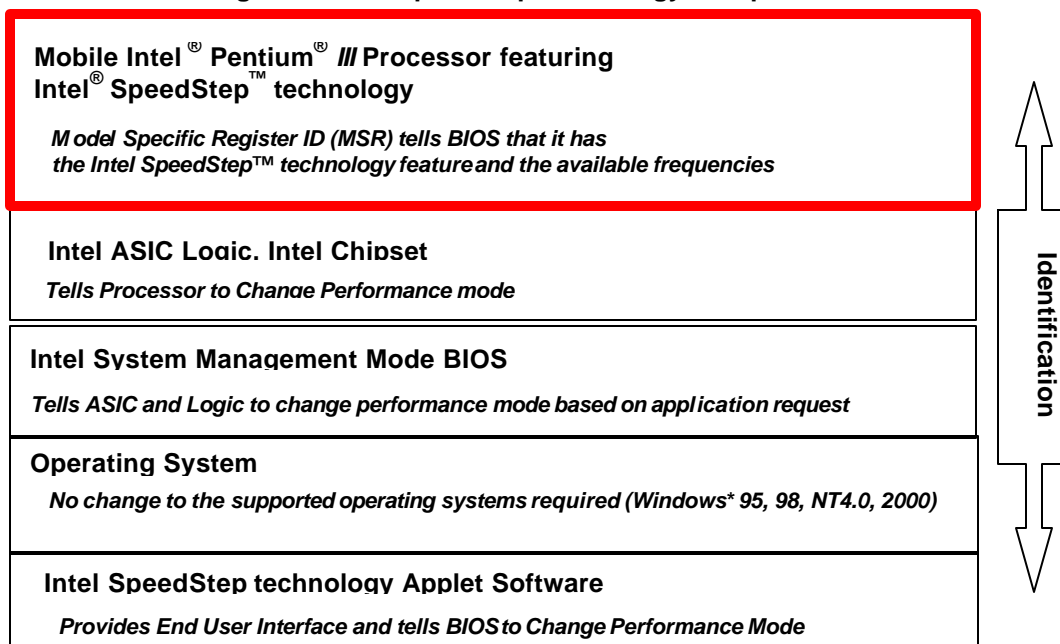 Mobile Intel® Pentium® III Processor featuring
Intel® SpeedStep™ technology
Model Specific Register ID (MSR) tells BIOS that it has
the Intel SpeedStep™ technology feature and the available frequencies
Intel ASIC Logic, Intel Chipset
Tells Processor to Change Performance mode
Intel System Management Mode BIOS
Tells ASIC and Logic to change performance mode based on application request
Operating System
No change to the supported operating systems required (Windows* 95, 98, NT4.0, 2000)
Intel SpeedStep technology Applet Software
Provides End User Interface and tells BIOS to Change Performance Mode
Identification